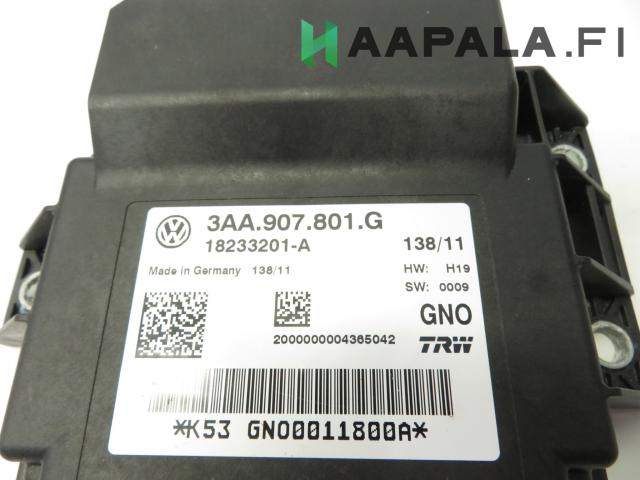 HAAPALA.FI
3AA.907.801.G
18233201-A 138/11
Made in Germany 138/11 HW: H19
SW: 0009
GNO
2000000004365042 TRW
*K53 GNO00011800A*